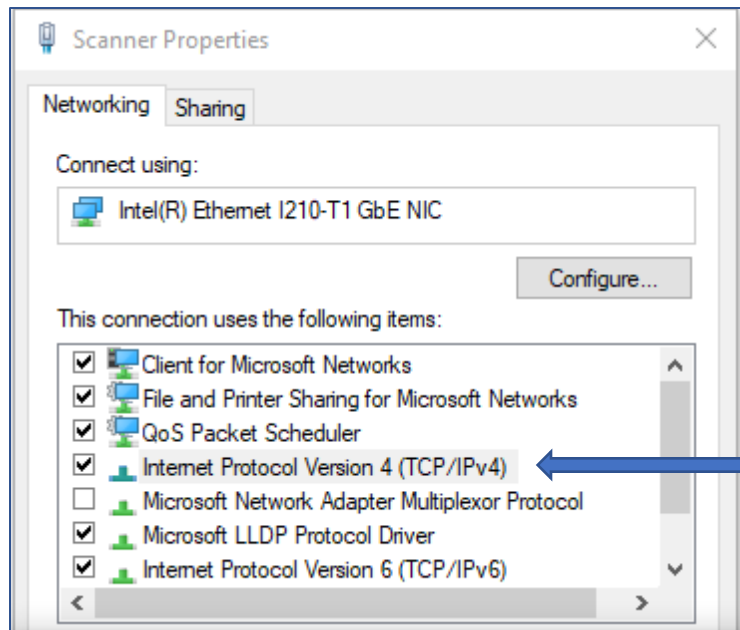 Scanner Properties
Networking
Sharing
Connect using:
Intel(R) Ethernet I210-T1 GbE NIC
Configure...
This connection uses the following items:
Client for Microsoft Networks
File and Printer Sharing for Microsoft Networks
QoS Packet Scheduler
Internet Protocol Version 4 (TCP/IPv4)
Microsoft Network Adapter Multiplexor Protocol
Microsoft LLDP Protocol Driver
Internet Protocol Version 6 (TCP/IPv6)